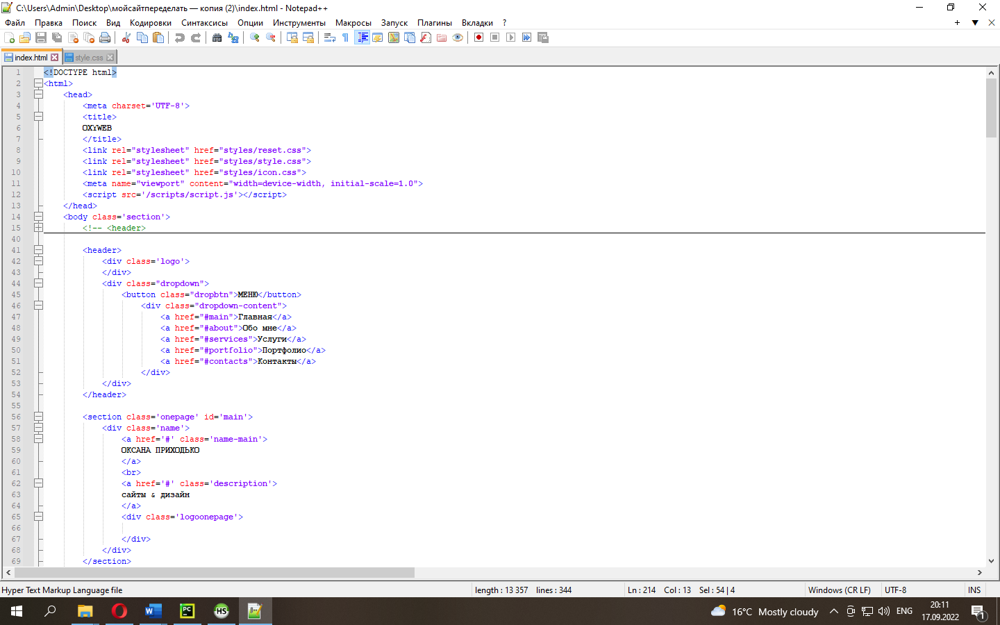 C:\Users\Admin\Desktop\мойсайтпеределать — копия (2)\index.html - Notepad++
Файл Правка Поиск Вид Кодировки Синтаксисы Опции Инструменты Макросы Запуск Плагины Вкладки ?
index.html style.css
1 <!DOCTYPE html>
2 <html>
3 <head>
4 <meta charset='UTF-8'>
5 <title>
6 OXYWEB
7 </title>
8 <link rel="stylesheet" href="styles/reset.css">
9 <link rel="stylesheet" href="styles/style.css">
10 <link rel="stylesheet" href="styles/icon.css">
11 <meta name="viewport" content="width=device-width, initial-scale=1.0">
12 <script src='/scripts/script.js'></script>
13 </head>
14 <body class='section'>
15 <!-- <header>
40
41 <header>
42 <div class='logo'>
43 </div>
44 <div class="dropdown">
45 <button class="dropbtn">МЕНЮ</button>
46 <div class="dropdown-content">
47 <a href="#main">Главная</a>
48 <a href="#about">Обо мне</a>
49 <a href="#services">Услуги</a>
50 <a href="#portfolio">Портфолио</a>
51 <a href="#contacts">Контакты</a>
52 </div>
53 </div>
54 </header>
55
56 <section class='onepage' id='main'>
57 <div class='name'>
58 <a href='#' class='name-main'>
59 ОКСАНА ПРИХОДЬКО
60 </a>
61 <br>
62 <a href='#' class='description'>
63 сайты & дизайн
64 </a>
65 <div class='logoonepage'>
66
67 </div>
68 </div>
69 </section>
Hyper Text Markup Language file length : 13 357 lines : 344 Ln : 214 Col : 13 Sel : 54 | 4 Windows (CR LF) UTF-8 INS
16°C Mostly cloudy ENG 20:11
17.09.2022
1